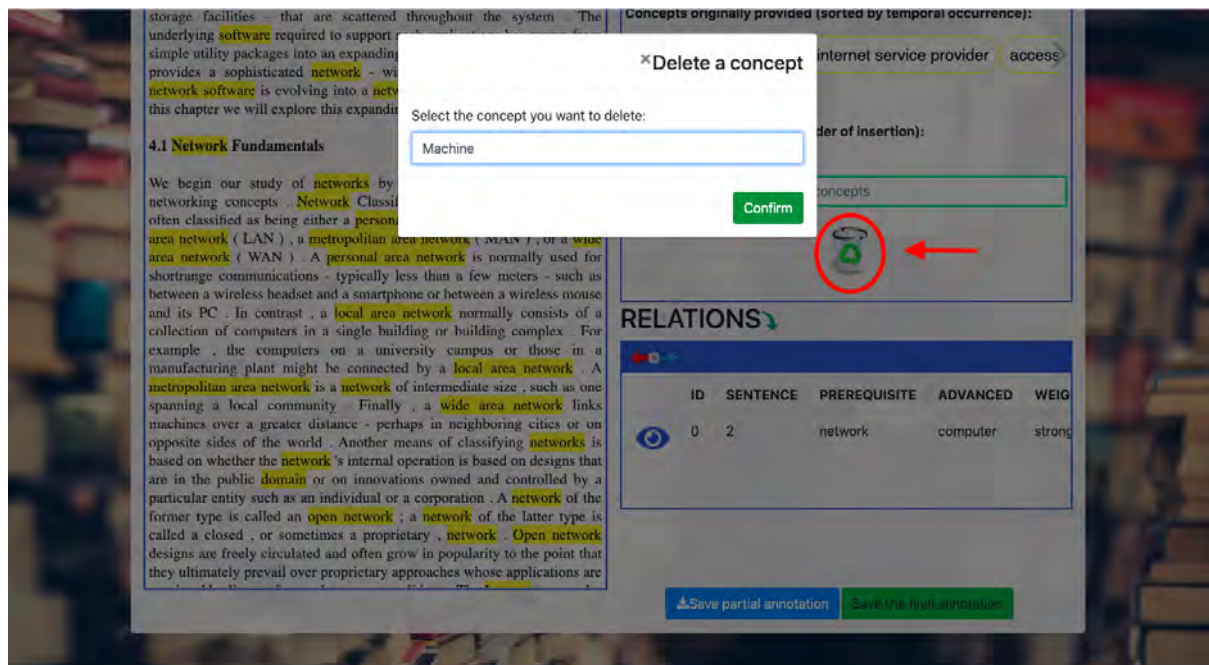 storage facilities - that are scattered throughout the system The
underlying software required to support
simple utility packages into an expanding
provides a sophisticated network - wi
network software is evolving into a netw
this chapter we will explore this expandin
4.1 Network Fundamentals
We begin our study of networks by
networking concepts . Network Classif
often classified as being either a persona
area network ( LAN ) , a metropolitan area network ( MAN ) , or a wide
area network ( WAN ) . A personal area network is normally used for
shortrange communications - typically less than a few meters - such as
between a wireless headset and a smartphone or between a wireless mouse
and its PC . In contrast , a local area network normally consists of a
collection of computers in a single building or building complex . For
example , the computers on a university campus or those in a
manufacturing plant might be connected by a local area network . A
metropolitan area network is a network of intermediate size , such as one
spanning a local community . Finally , a wide area network links
machines over a greater distance - perhaps in neighboring cities or on
opposite sides of the world . Another means of classifying networks is
based on whether the network 's internal operation is based on designs that
are in the public domain or on innovations owned and controlled by a
particular entity such as an individual or a corporation . A network of the
former type is called an open network ; a network of the latter type is
called a closed , or sometimes a proprietary , network . Open network
designs are freely circulated and often grow in popularity to the point that
they ultimately prevail over proprietary approaches whose applications are
×Delete a concept
Select the concept you want to delete:
Machine
Confirm
Concepts originally provided (sorted by temporal occurrence):
internet service provider access
der of insertion):
concepts
RELATIONS
ID SENTENCE PREREQUISITE ADVANCED WEIG
0 2 network computer strong
Save partial annotation Save the final annotation